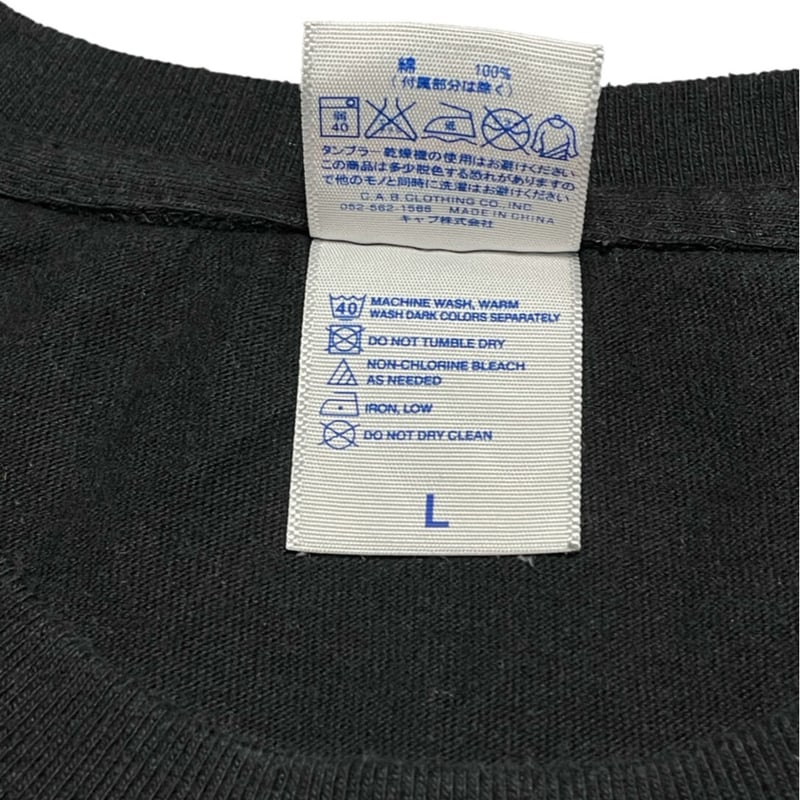 綿 100%
(付属部分は除く)
弱
40
低
タンブラー乾燥機の使用はお避けください
この商品は多少脱色する恐れがありますの
で他のモノと同時に洗濯はお避けください
C.A.B.CLOTHING CO., INC
052-562-1566 MADE IN CHINA
キャブ株式会社
40 MACHINE WASH, WARM
WASH DARK COLORS SEPARATELY
DO NOT TUMBLE DRY
NON-CHLORINE BLEACH
AS NEEDED
IRON, LOW
DO NOT DRY CLEAN
L